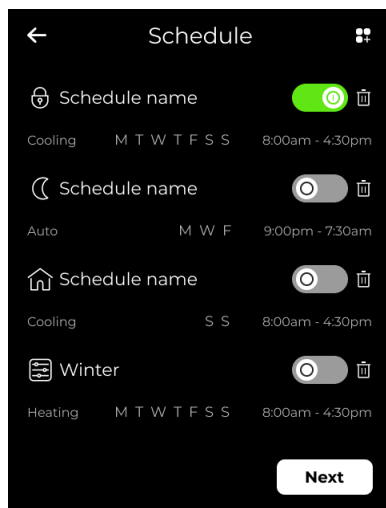 Schedule
Schedule name
Cooling M T W T F S S 8:00am - 4:30pm
Schedule name
Auto M W F 9:00pm - 7:30am
Schedule name
Cooling S S 8:00am - 4:30pm
Winter
Heating M T W T F S S 8:00am - 4:30pm
Next